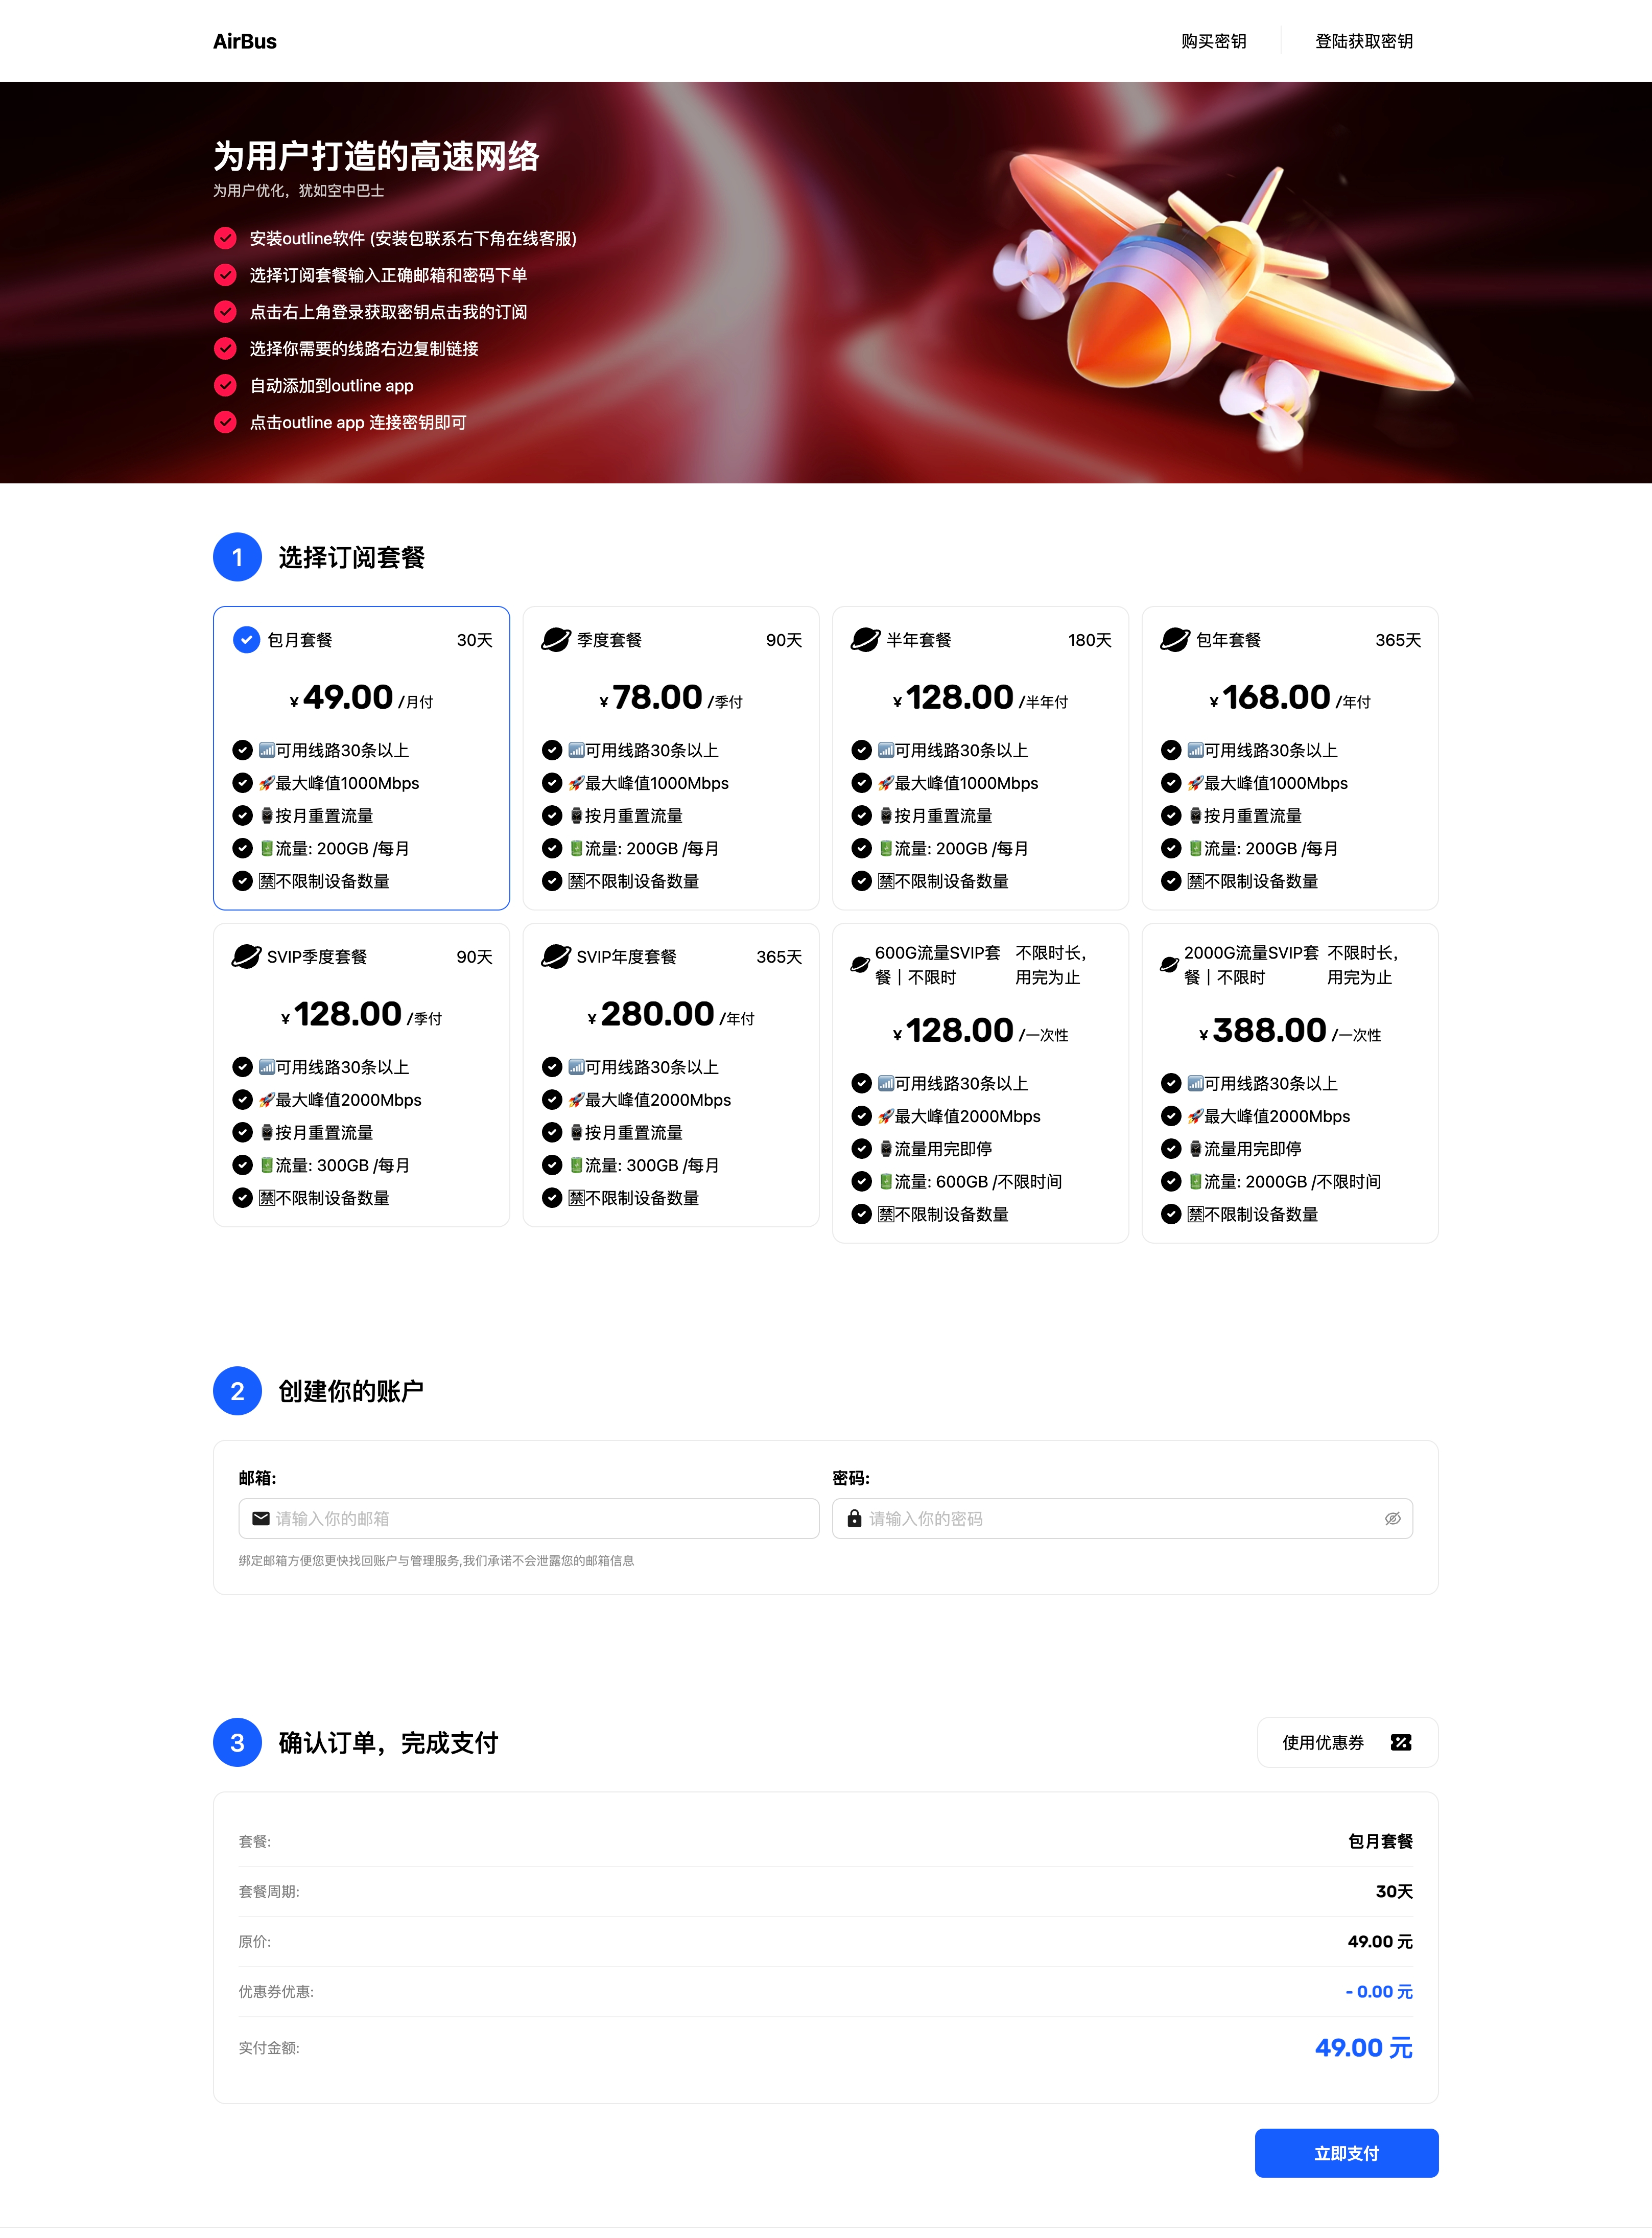 AirBus
购买密钥
登陆获取密钥
为用户打造的高速网络
为用户优化，犹如空中巴士
安装outline软件 (安装包联系右下角在线客服)
选择订阅套餐输入正确邮箱和密码下单
点击右上角登录获取密钥点击我的订阅
选择你需要的线路右边复制链接
自动添加到outline app
点击outline app 连接密钥即可
1 选择订阅套餐
包月套餐 30天
¥ 49.00 /月付
📶可用线路30条以上
🚀最大峰值1000Mbps
⌚按月重置流量
🔋流量: 200GB /每月
🈲不限制设备数量
季度套餐 90天
¥ 78.00 /季付
📶可用线路30条以上
🚀最大峰值1000Mbps
⌚按月重置流量
🔋流量: 200GB /每月
🈲不限制设备数量
半年套餐 180天
¥ 128.00 /半年付
📶可用线路30条以上
🚀最大峰值1000Mbps
⌚按月重置流量
🔋流量: 200GB /每月
🈲不限制设备数量
包年套餐 365天
¥ 168.00 /年付
📶可用线路30条以上
🚀最大峰值1000Mbps
⌚按月重置流量
🔋流量: 200GB /每月
🈲不限制设备数量
SVIP季度套餐 90天
¥ 128.00 /季付
📶可用线路30条以上
🚀最大峰值2000Mbps
⌚按月重置流量
🔋流量: 300GB /每月
🈲不限制设备数量
SVIP年度套餐 365天
¥ 280.00 /年付
📶可用线路30条以上
🚀最大峰值2000Mbps
⌚按月重置流量
🔋流量: 300GB /每月
🈲不限制设备数量
600G流量SVIP套
餐｜不限时
不限时长，
用完为止
¥ 128.00 /一次性
📶可用线路30条以上
🚀最大峰值2000Mbps
⌚流量用完即停
🔋流量: 600GB /不限时间
🈲不限制设备数量
2000G流量SVIP套
餐｜不限时
不限时长，
用完为止
¥ 388.00 /一次性
📶可用线路30条以上
🚀最大峰值2000Mbps
⌚流量用完即停
🔋流量: 2000GB /不限时间
🈲不限制设备数量
2 创建你的账户
邮箱:
请输入你的邮箱
密码:
请输入你的密码
绑定邮箱方便您更快找回账户与管理服务,我们承诺不会泄露您的邮箱信息
3 确认订单，完成支付
使用优惠券
套餐: 包月套餐
套餐周期: 30天
原价: 49.00 元
优惠券优惠: - 0.00 元
实付金额: 49.00 元
立即支付